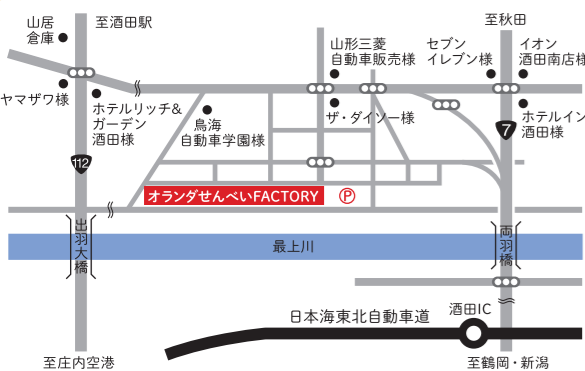 山居
倉庫
至酒田駅
至秋田
山形三菱
自動車販売様
セブン
イレブン様
イオン
酒田南店様
ヤマザワ様
ホテルリッチ&
ガーデン
酒田様
鳥海
自動車学園様
ザ・ダイソー様
ホテルイン
酒田様
7
112
オランダせんべいFACTORY
P
出羽大橋
最上川
両羽橋
日本海東北自動車道
酒田IC
至庄内空港
至鶴岡・新潟